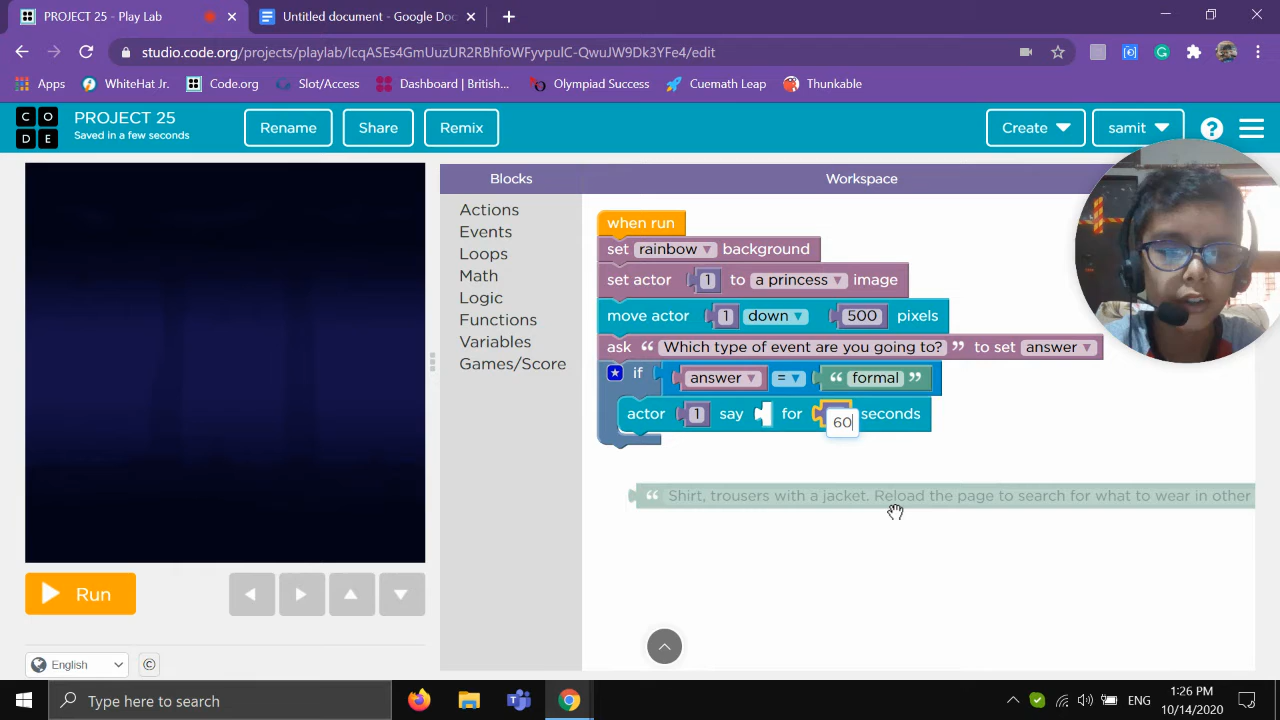 PROJECT 25 - Play Lab
Untitled document - Google Doc
studio.code.org/projects/playlab/lcqASEs4GmUuzUR2RBhfoWFyvpulC-QwuJW9Dk3YFe4/edit
Apps WhiteHat Jr. Code.org Slot/Access Dashboard | British... Olympiad Success Cuemath Leap Thunkable
C O D E
PROJECT 25
Saved in a few seconds
Rename Share Remix Create samit ?
Blocks Workspace
Actions
Events
Loops
Math
Logic
Functions
Variables
Games/Score
when run
set rainbow background
set actor 1 to a princess image
move actor 1 down 500 pixels
ask “ Which type of event are you going to? ” to set answer
if answer = “ formal ”
actor 1 say for 60 seconds
“ Shirt, trousers with a jacket. Reload the page to search for what to wear in other
Run
English ©
Type here to search
ENG
1:26 PM
10/14/2020